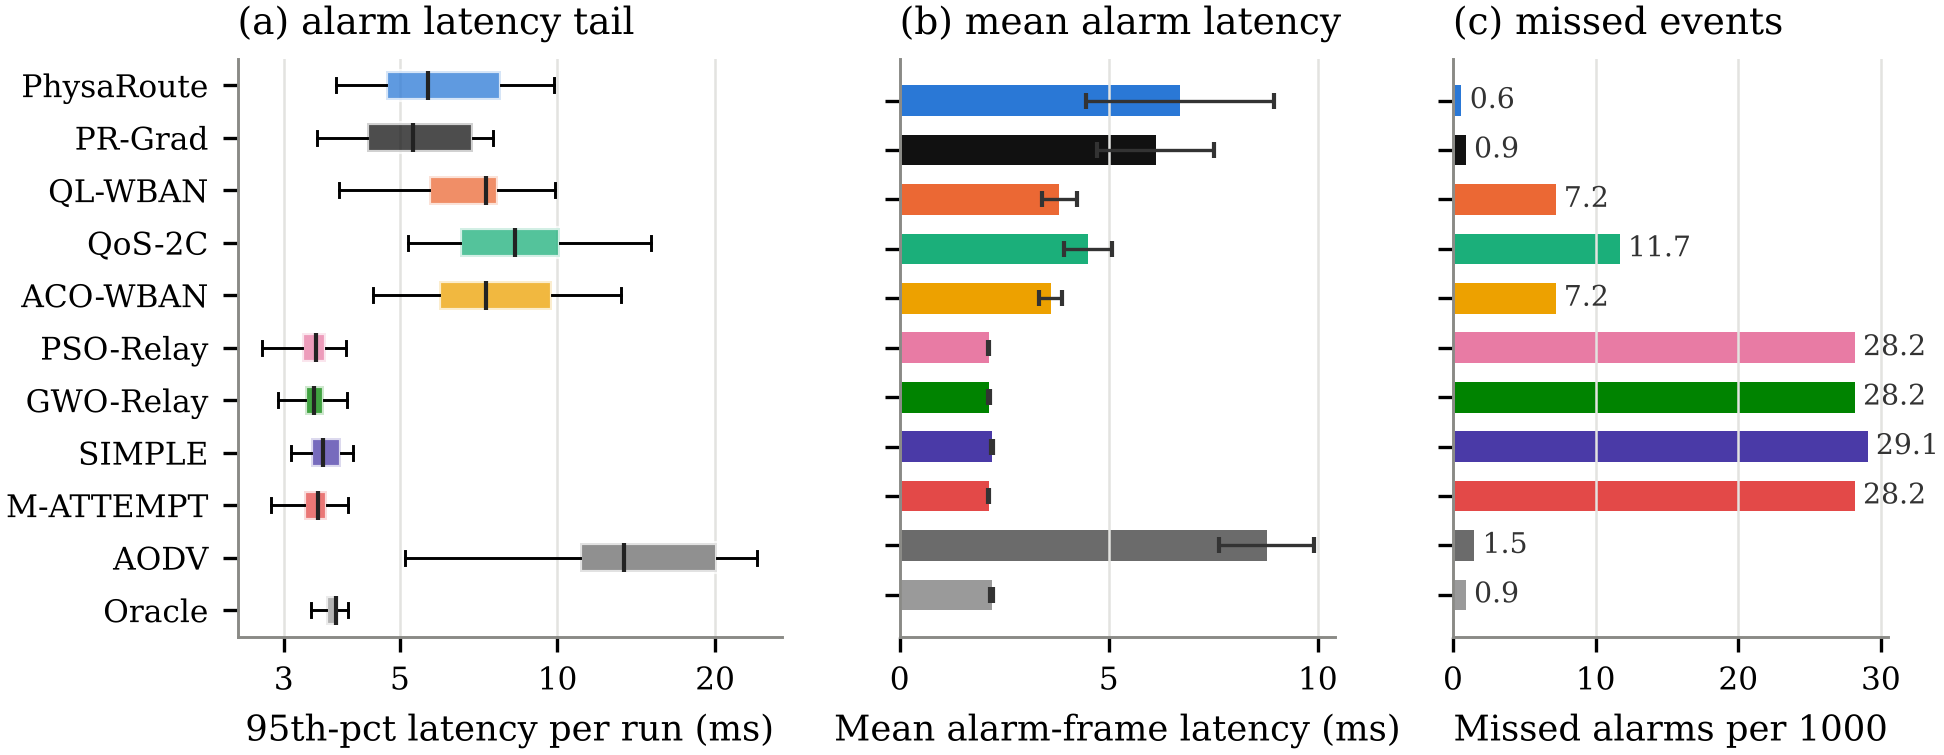 (a) alarm latency tail
(b) mean alarm latency
(c) missed events
PhysaRoute
PR-Grad
QL-WBAN
QoS-2C
ACO-WBAN
PSO-Relay
GWO-Relay
SIMPLE
M-ATTEMPT
AODV
Oracle
3
5
10
20
95th-pct latency per run (ms)
0
5
10
Mean alarm-frame latency (ms)
0.6
0.9
7.2
11.7
7.2
28.2
28.2
29.1
28.2
1.5
0.9
0
10
20
30
Missed alarms per 1000